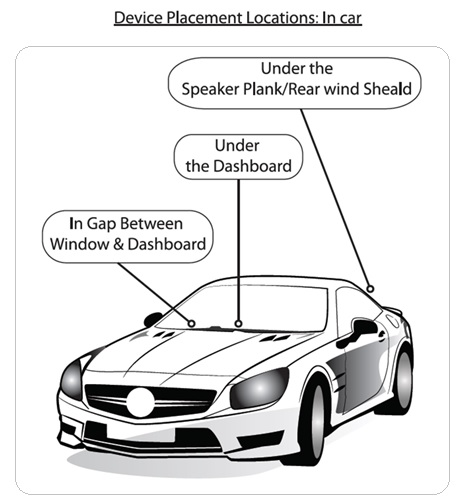 Device Placement Locations: In car
Under the
Speaker Plank/Rear wind Sheald
Under
the Dashboard
In Gap Between
Window & Dashboard